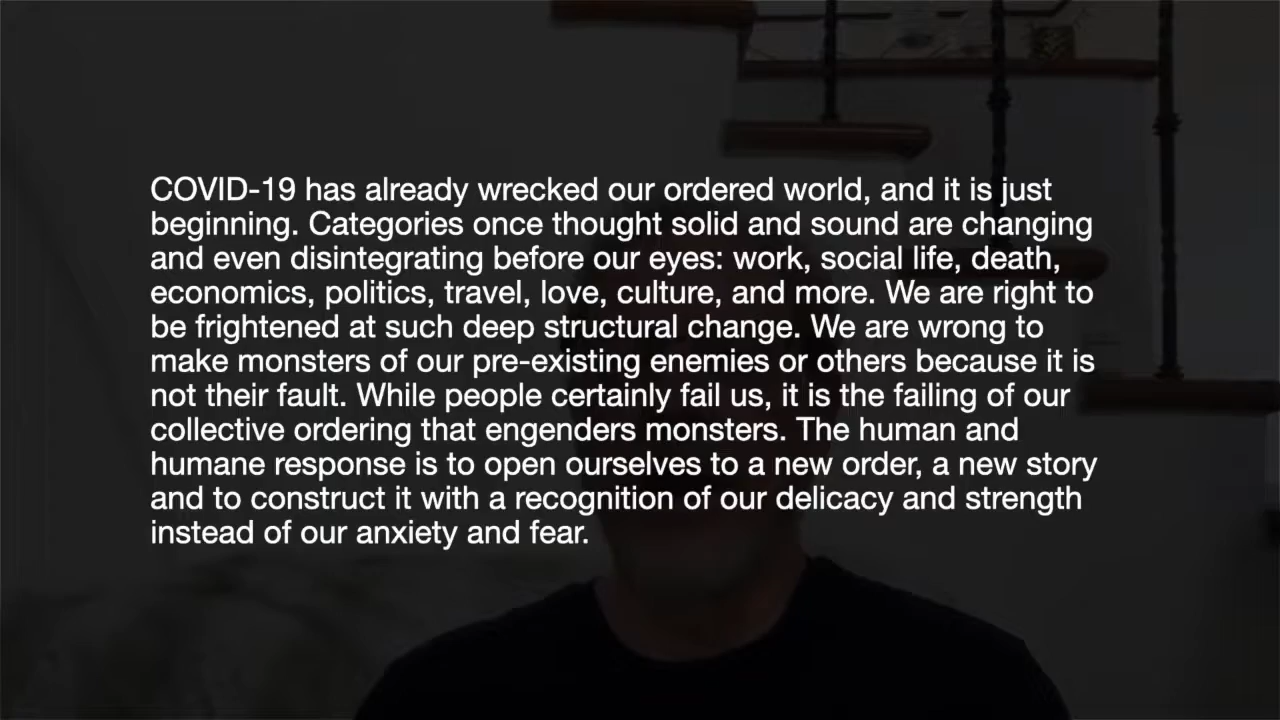 COVID-19 has already wrecked our ordered world, and it is just
beginning. Categories once thought solid and sound are changing
and even disintegrating before our eyes: work, social life, death,
economics, politics, travel, love, culture, and more. We are right to
be frightened at such deep structural change. We are wrong to
make monsters of our pre-existing enemies or others because it is
not their fault. While people certainly fail us, it is the failing of our
collective ordering that engenders monsters. The human and
humane response is to open ourselves to a new order, a new story
and to construct it with a recognition of our delicacy and strength
instead of our anxiety and fear.